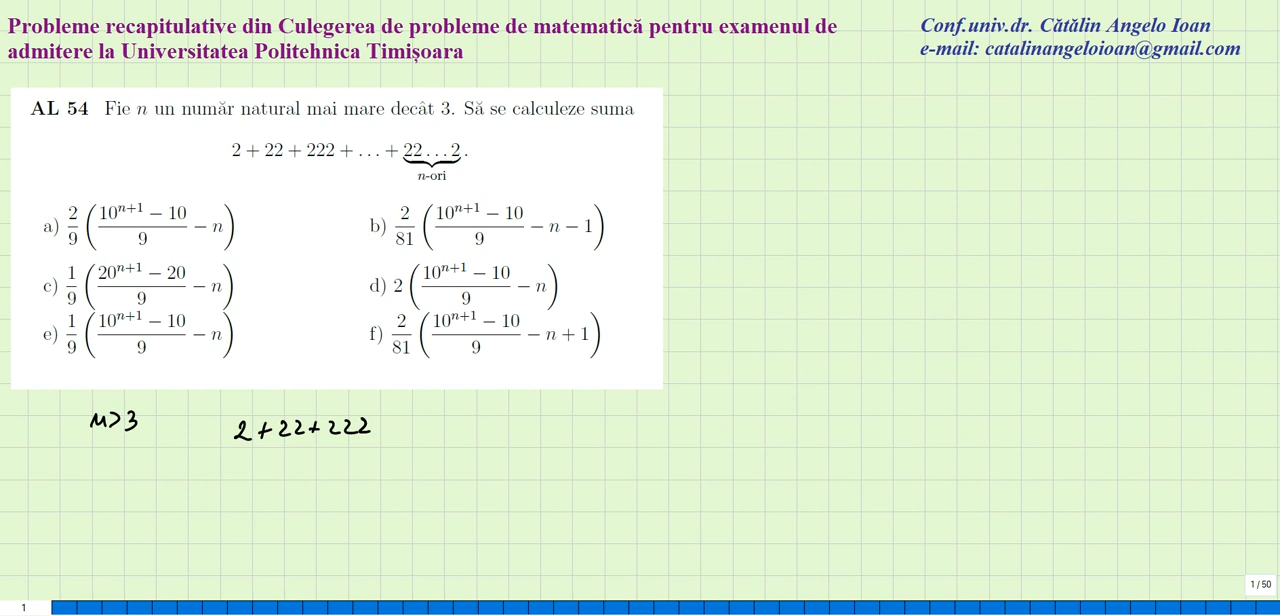 Probleme recapitulative din Culegerea de probleme de matematică pentru examenul de
admitere la Universitatea Politehnica Timișoara
Conf.univ.dr. Cătălin Angelo Ioan
e-mail: catalinangeloioan@gmail.com
AL 54 Fie n un număr natural mai mare decât 3. Să se calculeze suma
2 + 22 + 222 + . . . + 22 . . . 2 .
n-ori
a) 2/9 ( (10^{n+1} − 10)/9 − n )
b) 2/81 ( (10^{n+1} − 10)/9 − n − 1 )
c) 1/9 ( (20^{n+1} − 20)/9 − n )
d) 2 ( (10^{n+1} − 10)/9 − n )
e) 1/9 ( (10^{n+1} − 10)/9 − n )
f) 2/81 ( (10^{n+1} − 10)/9 − n + 1 )
n>3
2+22+222
1 / 50
1